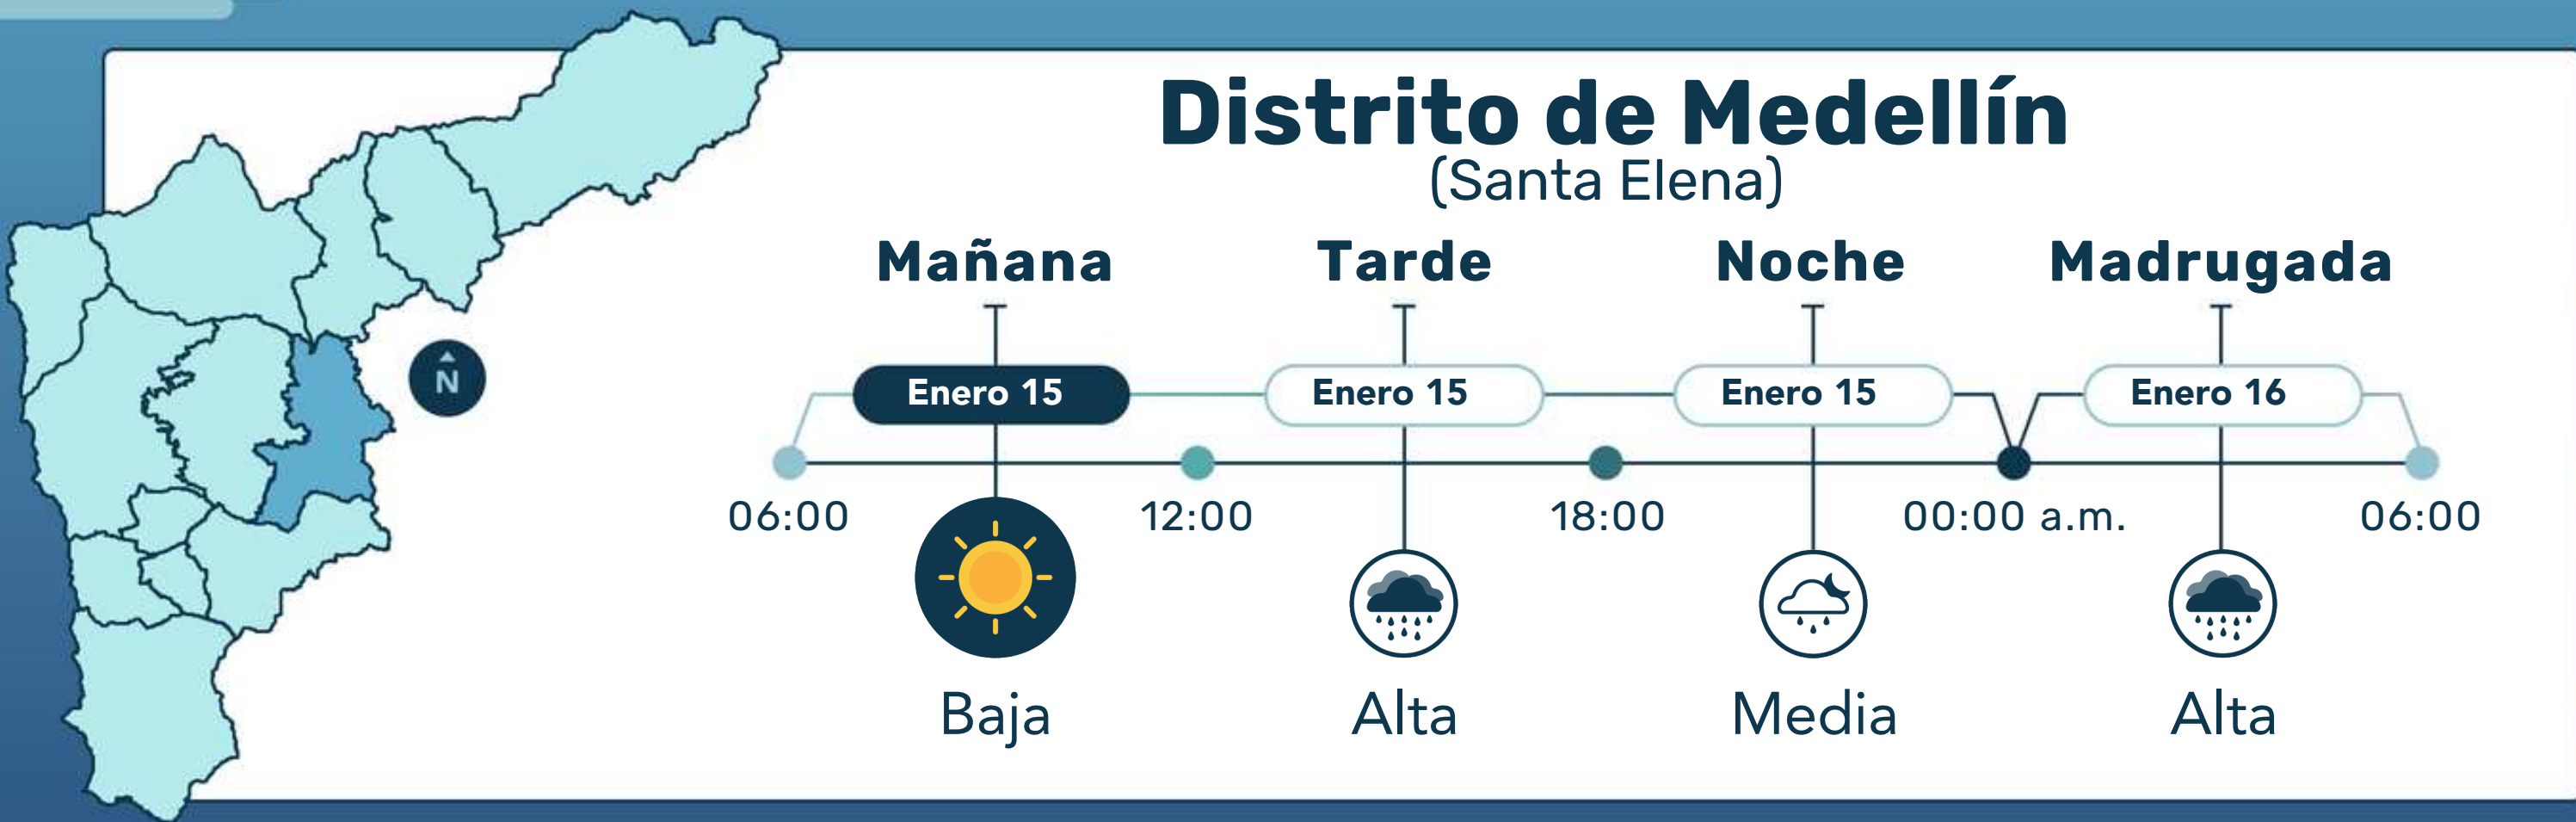 Distrito de Medellín
(Santa Elena)
Mañana Tarde Noche Madrugada
N
Enero 15 Enero 15 Enero 15 Enero 16
06:00 12:00 18:00 00:00 a.m. 06:00
Baja Alta Media Alta